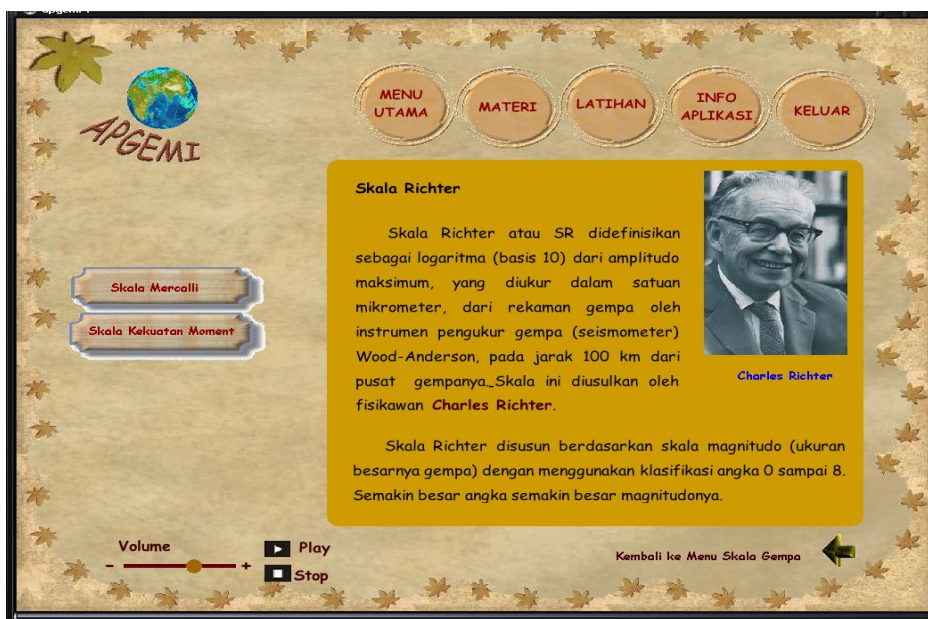 MENU
UTAMA
MATERI
LATIHAN
INFO
APLIKASI
KELUAR
APGEMI
Skala Richter
Skala Richter atau SR didefinisikan
sebagai logaritma (basis 10) dari amplitudo
maksimum, yang diukur dalam satuan
mikrometer, dari rekaman gempa oleh
instrumen pengukur gempa (seismometer)
Wood-Anderson, pada jarak 100 km dari
pusat gempanya._Skala ini diusulkan oleh
fisikawan Charles Richter.
Charles Richter
Skala Richter disusun berdasarkan skala magnitudo (ukuran
besarnya gempa) dengan menggunakan klasifikasi angka 0 sampai 8.
Semakin besar angka semakin besar magnitudonya.
Skala Mercalli
Skala Kekuatan Moment
Volume
- +
Play
Stop
Kembali ke Menu Skala Gempa